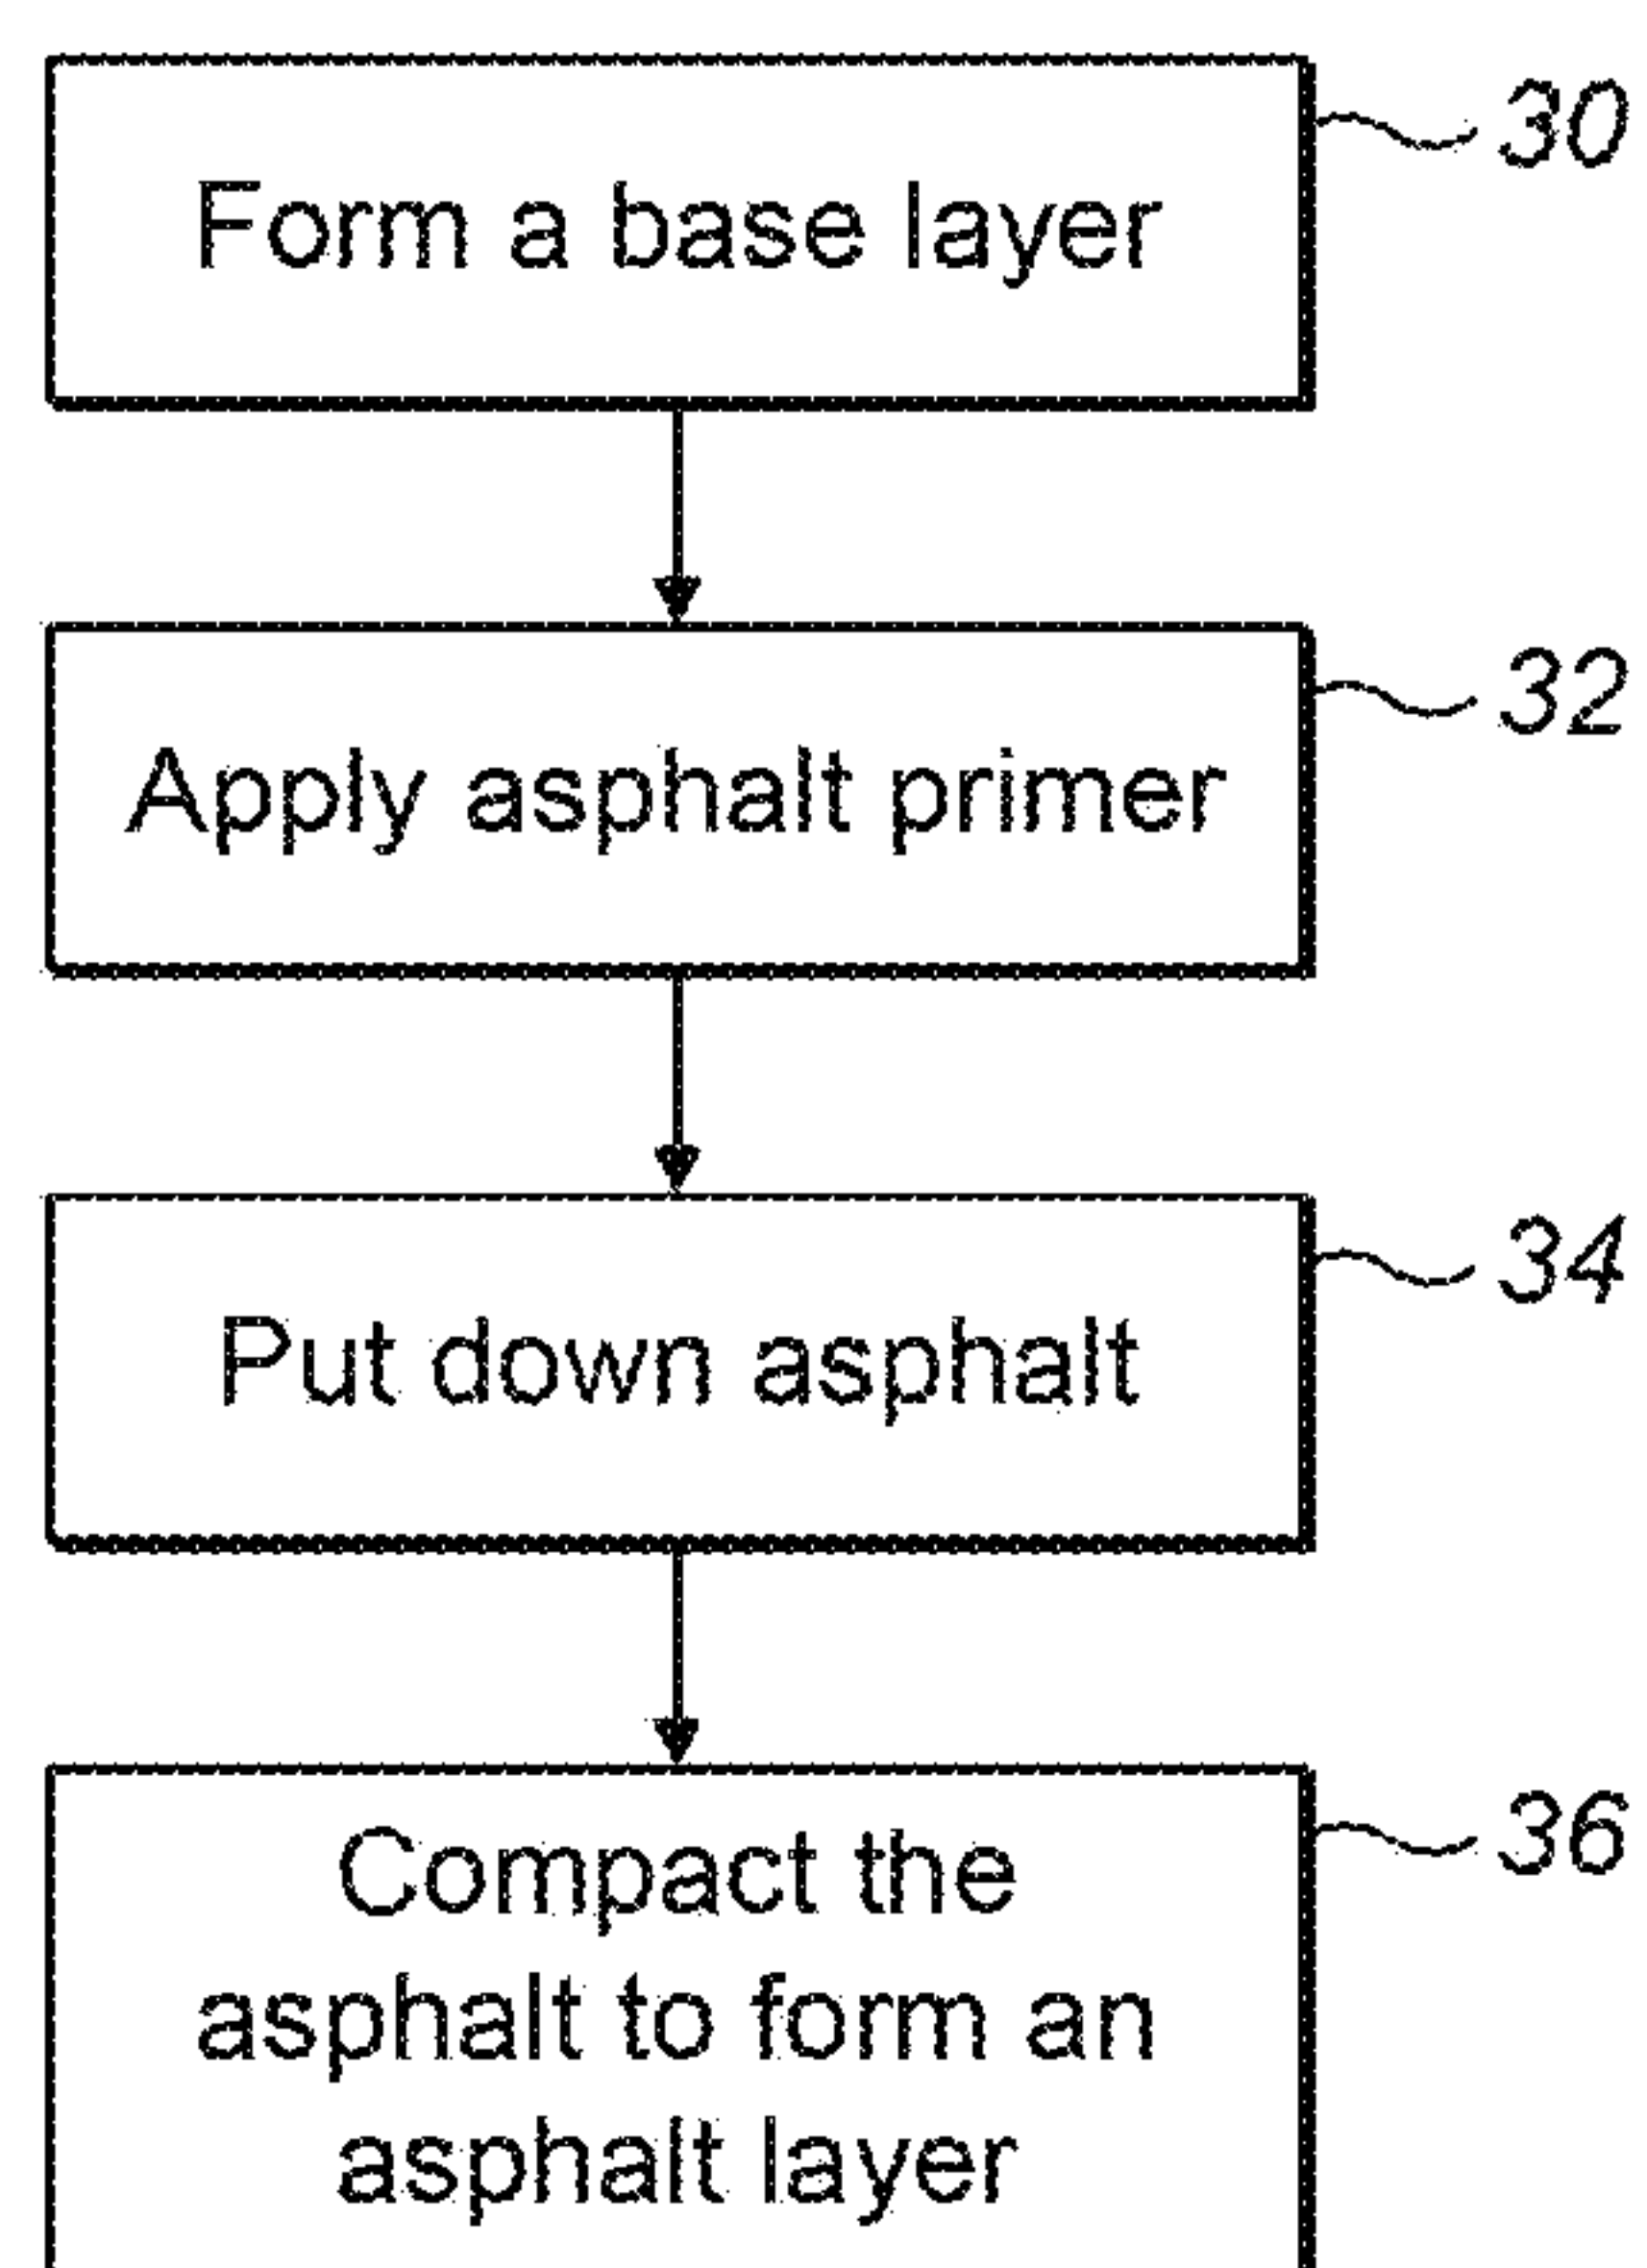 30
Form a base layer
32
Apply asphalt primer
34
Put down asphalt
36
Compact the
asphalt to form an
asphalt layer